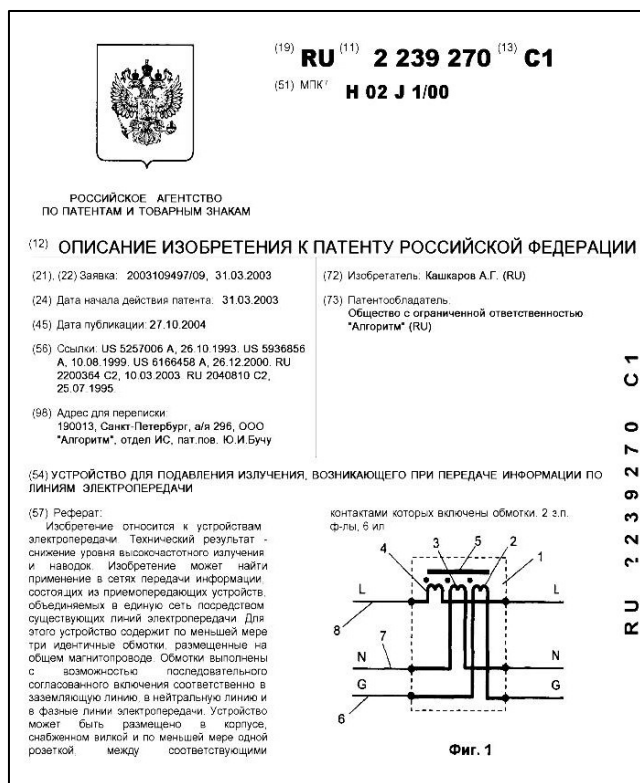 (19) RU (11) 2 239 270 (13) C1
(51) МПК7 H 02 J 1/00
РОССИЙСКОЕ АГЕНТСТВО
ПО ПАТЕНТАМ И ТОВАРНЫМ ЗНАКАМ
(12) ОПИСАНИЕ ИЗОБРЕТЕНИЯ К ПАТЕНТУ РОССИЙСКОЙ ФЕДЕРАЦИИ
(21), (22) Заявка: 2003109497/09, 31.03.2003
(24) Дата начала действия патента: 31.03.2003
(45) Дата публикации: 27.10.2004
(56) Ссылки: US 5257006 A, 26.10.1993. US 5936856
A, 10.08.1999. US 6166458 A, 26.12.2000. RU
2200364 C2, 10.03.2003. RU 2040810 C2,
25.07.1995.
(98) Адрес для переписки:
190013, Санкт-Петербург, а/я 296, ООО
"Алгоритм", отдел ИС, пат.пов. Ю.И.Бучу
(72) Изобретатель: Кашкаров А.Г. (RU)
(73) Патентообладатель:
Общество с ограниченной ответственностью
"Алгоритм" (RU)
(54) УСТРОЙСТВО ДЛЯ ПОДАВЛЕНИЯ ИЗЛУЧЕНИЯ, ВОЗНИКАЮЩЕГО ПРИ ПЕРЕДАЧЕ ИНФОРМАЦИИ ПО
ЛИНИЯМ ЭЛЕКТРОПЕРЕДАЧИ
(57) Реферат:
Изобретение относится к устройствам
электропередачи. Технический результат -
снижение уровня высокочастотного излучения
и наводок. Изобретение может найти
применение в сетях передачи информации,
состоящих из приемопередающих устройств,
объединяемых в единую сеть посредством
существующих линий электропередачи. Для
этого устройство содержит по меньшей мере
три идентичные обмотки, размещенные на
общем магнитопроводе. Обмотки выполнены
с возможностью последовательного
согласованного включения соответственно в
заземляющую линию, в нейтральную линию и
в фазные линии электропередачи. Устройство
может быть размещено в корпусе,
снабженном вилкой и по меньшей мере одной
розеткой, между соответствующими
контактами которых включены обмотки. 2 з.п.
ф-лы, 6 ил
4 3 5 2 1
L L
8
7
N N
G G
6
Фиг. 1
RU 2239270 C1